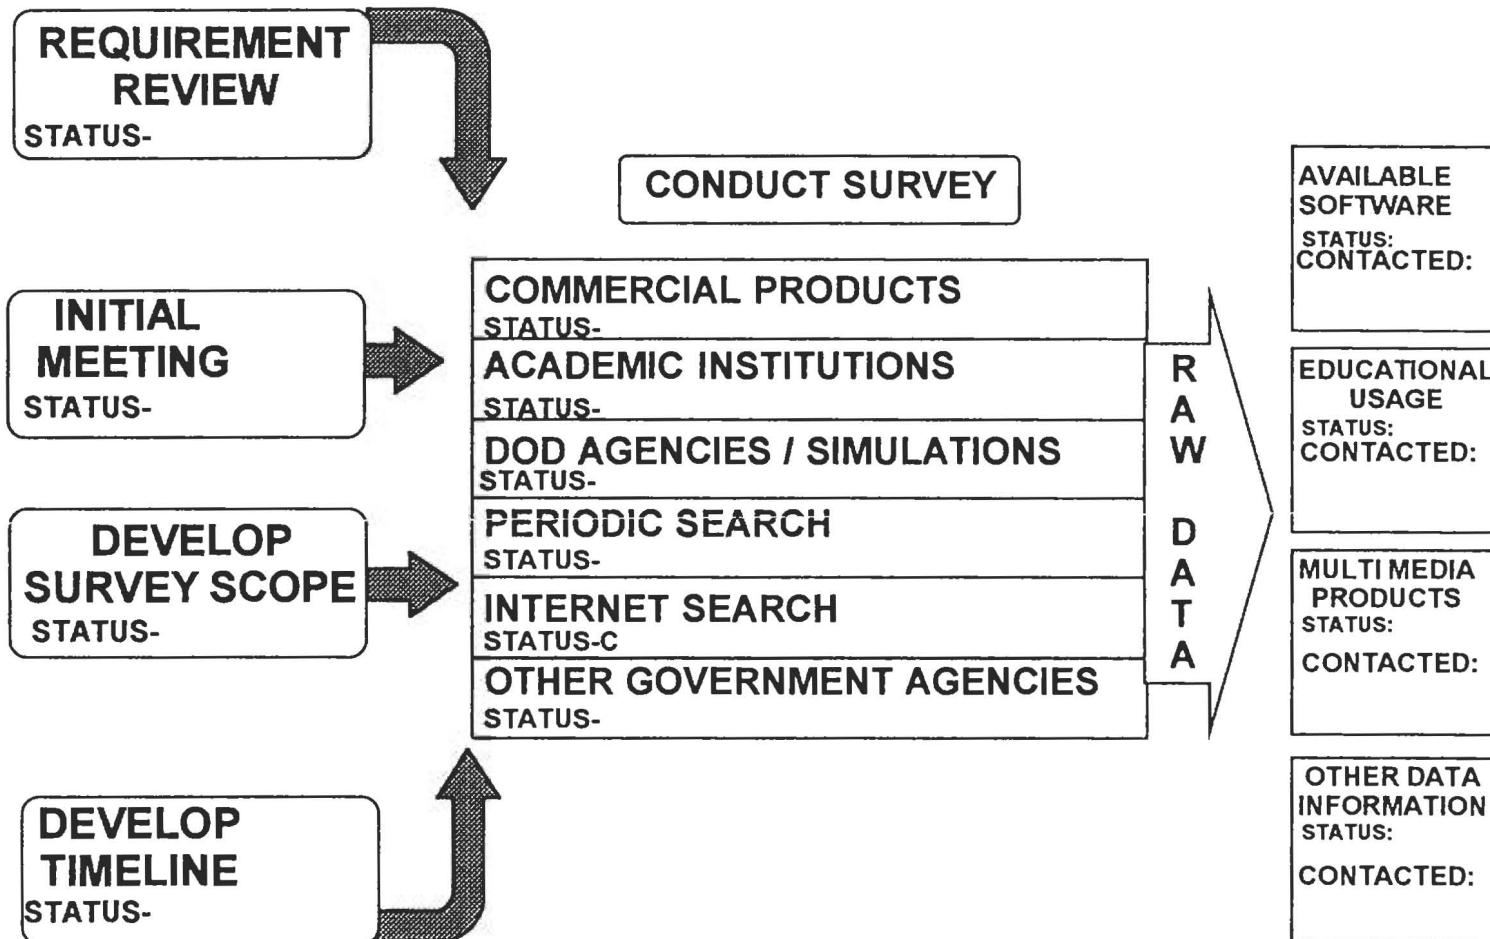 REQUIREMENT
REVIEW
STATUS-
INITIAL
MEETING
STATUS-
DEVELOP
SURVEY SCOPE
STATUS-
DEVELOP
TIMELINE
STATUS-
CONDUCT SURVEY
COMMERCIAL PRODUCTS
STATUS-
ACADEMIC INSTITUTIONS
STATUS-
DOD AGENCIES / SIMULATIONS
STATUS-
PERIODIC SEARCH
STATUS-
INTERNET SEARCH
STATUS-C
OTHER GOVERNMENT AGENCIES
STATUS-
RAW DATA
AVAILABLE
SOFTWARE
STATUS:
CONTACTED:
EDUCATIONAL
USAGE
STATUS:
CONTACTED:
MULTI MEDIA
PRODUCTS
STATUS:
CONTACTED:
OTHER DATA
INFORMATION
STATUS:
CONTACTED: